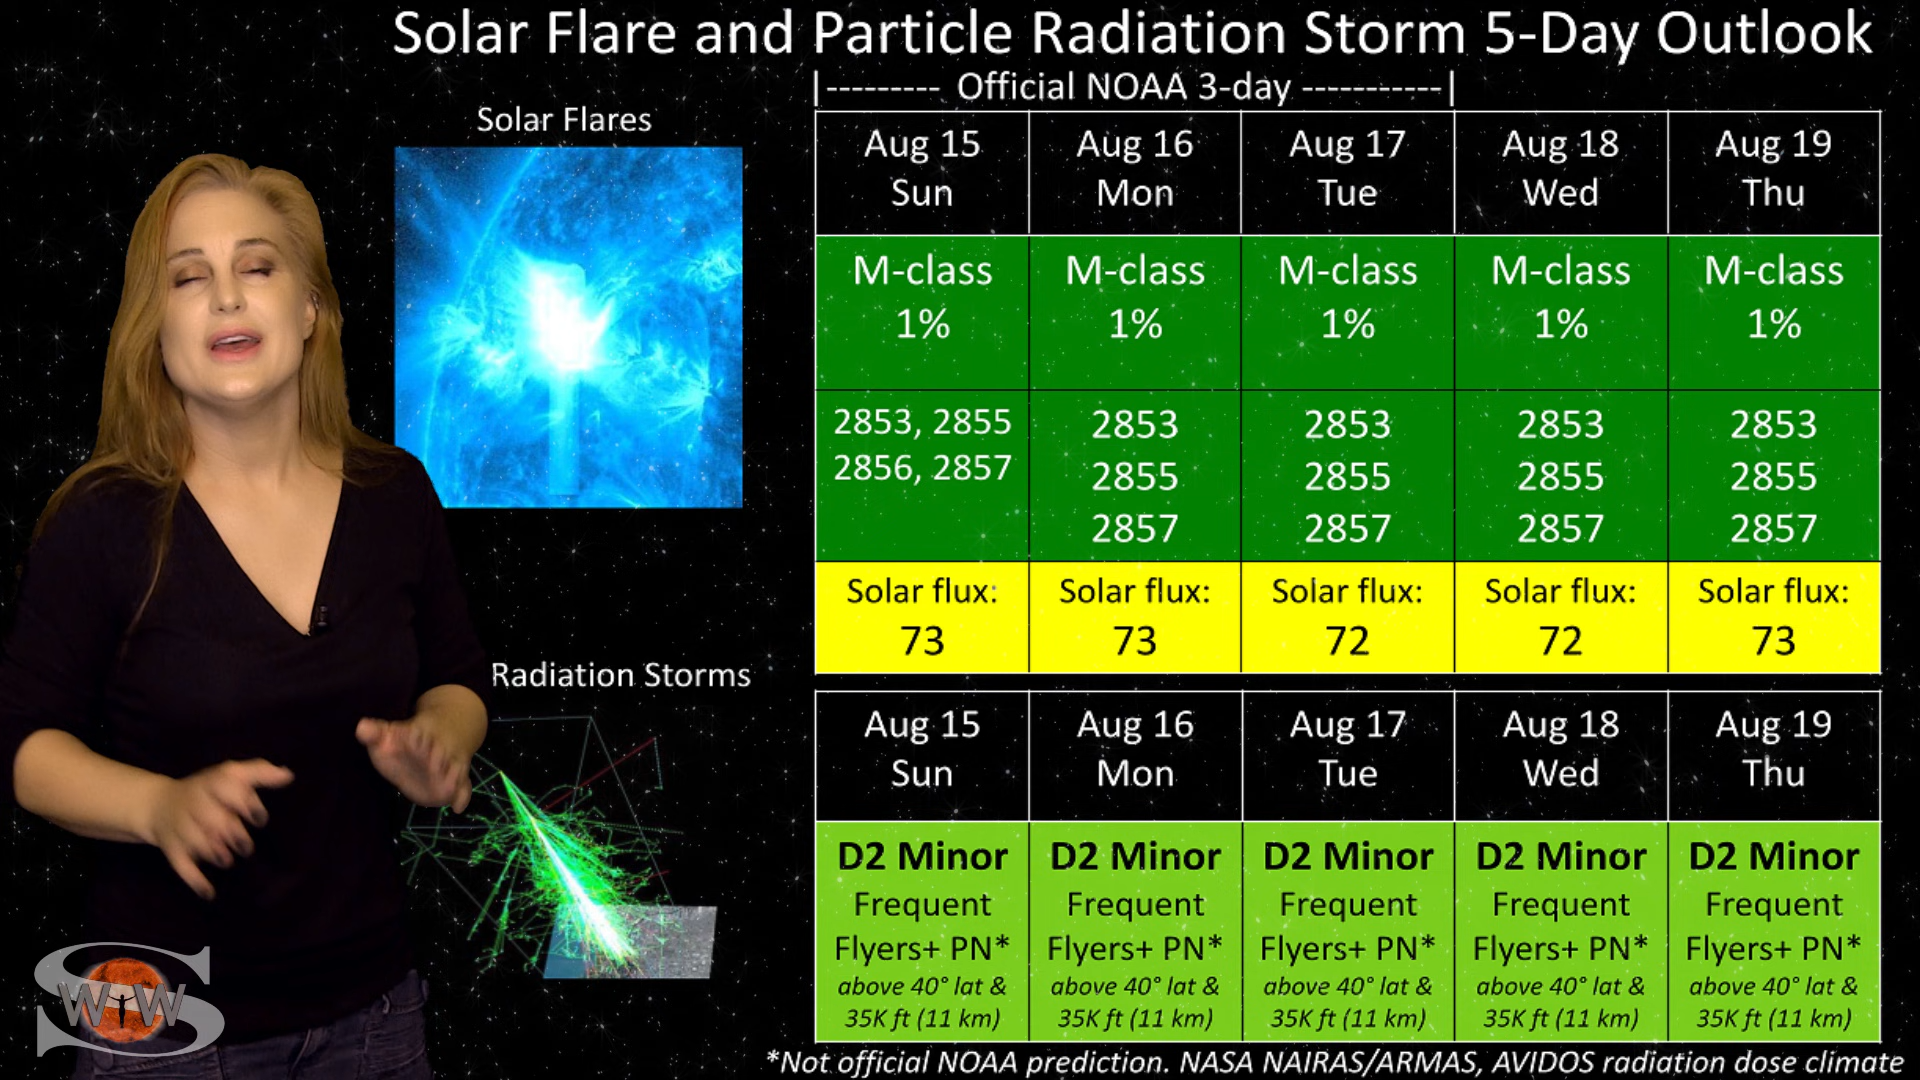 Solar Flare and Particle Radiation Storm 5-Day Outlook
|--------- Official NOAA 3-day -----------|
Solar Flares
Aug 15 Aug 16 Aug 17 Aug 18 Aug 19
Sun Mon Tue Wed Thu
M-class M-class M-class M-class M-class
1% 1% 1% 1% 1%
2853, 2855 2853 2853 2853 2853
2856, 2857 2855 2855 2855 2855
2857 2857 2857 2857
Solar flux: Solar flux: Solar flux: Solar flux: Solar flux:
73 73 72 72 73
Radiation Storms
Aug 15 Aug 16 Aug 17 Aug 18 Aug 19
Sun Mon Tue Wed Thu
D2 Minor D2 Minor D2 Minor D2 Minor D2 Minor
Frequent Frequent Frequent Frequent Frequent
Flyers+ PN* Flyers+ PN* Flyers+ PN* Flyers+ PN* Flyers+ PN*
above 40° lat & above 40° lat & above 40° lat & above 40° lat & above 40° lat &
35K ft (11 km) 35K ft (11 km) 35K ft (11 km) 35K ft (11 km) 35K ft (11 km)
S
WTW
*Not official NOAA prediction. NASA NAIRAS/ARMAS, AVIDOS radiation dose climate